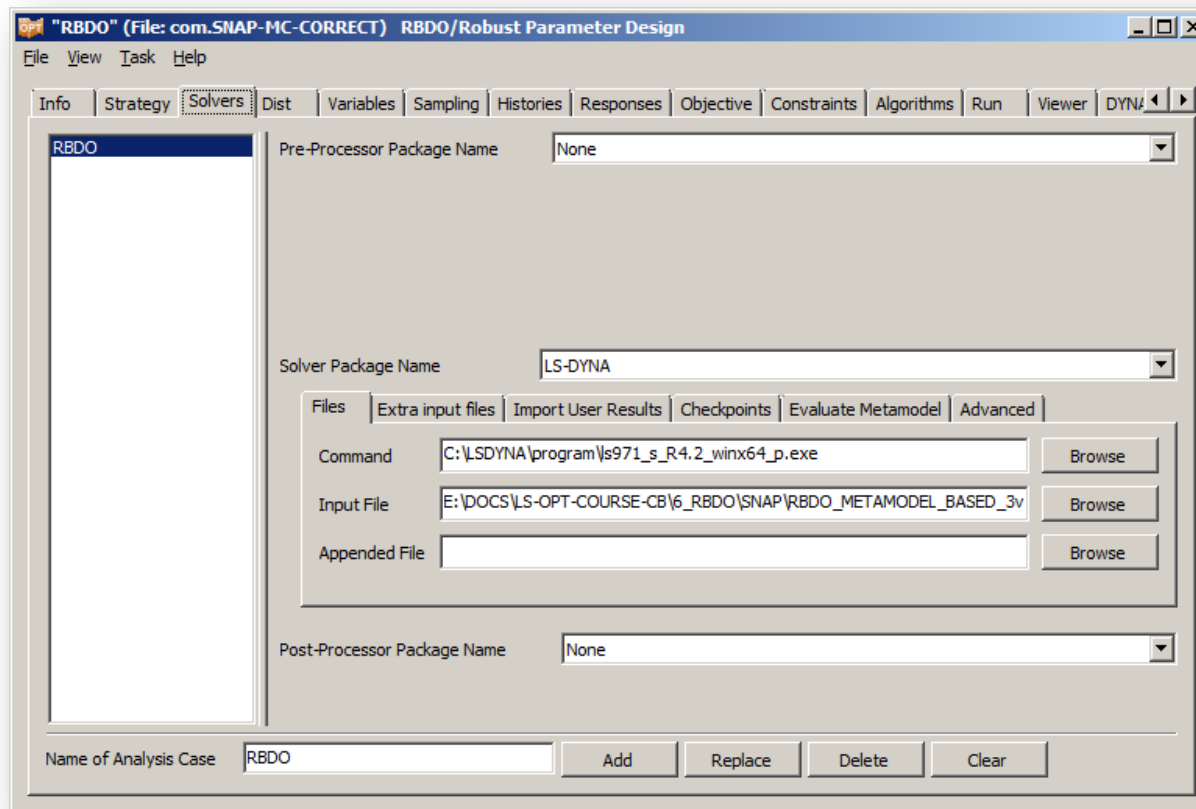 OPT "RBDO" (File: com.SNAP-MC-CORRECT) RBDO/Robust Parameter Design
File View Task Help
Info Strategy Solvers Dist Variables Sampling Histories Responses Objective Constraints Algorithms Run Viewer DYNA
RBDO
Pre-Processor Package Name None
Solver Package Name LS-DYNA
Files Extra input files Import User Results Checkpoints Evaluate Metamodel Advanced
Command C:\LSDYNA\program\ls971_s_R4.2_winx64_p.exe Browse
Input File E:\DOCS\LS-OPT-COURSE-CB\6_RBDO\SNAP\RBDO_METAMODEL_BASED_3v Browse
Appended File Browse
Post-Processor Package Name None
Name of Analysis Case RBDO Add Replace Delete Clear